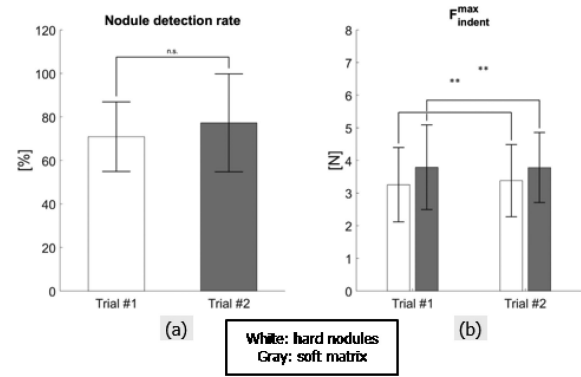 Nodule detection rate
120
100
80
60
40
20
0
[%]
n.s.
Trial #1
Trial #2
(a)
F max indent
8
7
6
5
4
3
2
1
0
[N]
**
**
Trial #1
Trial #2
(b)
White: hard nodules
Gray: soft matrix